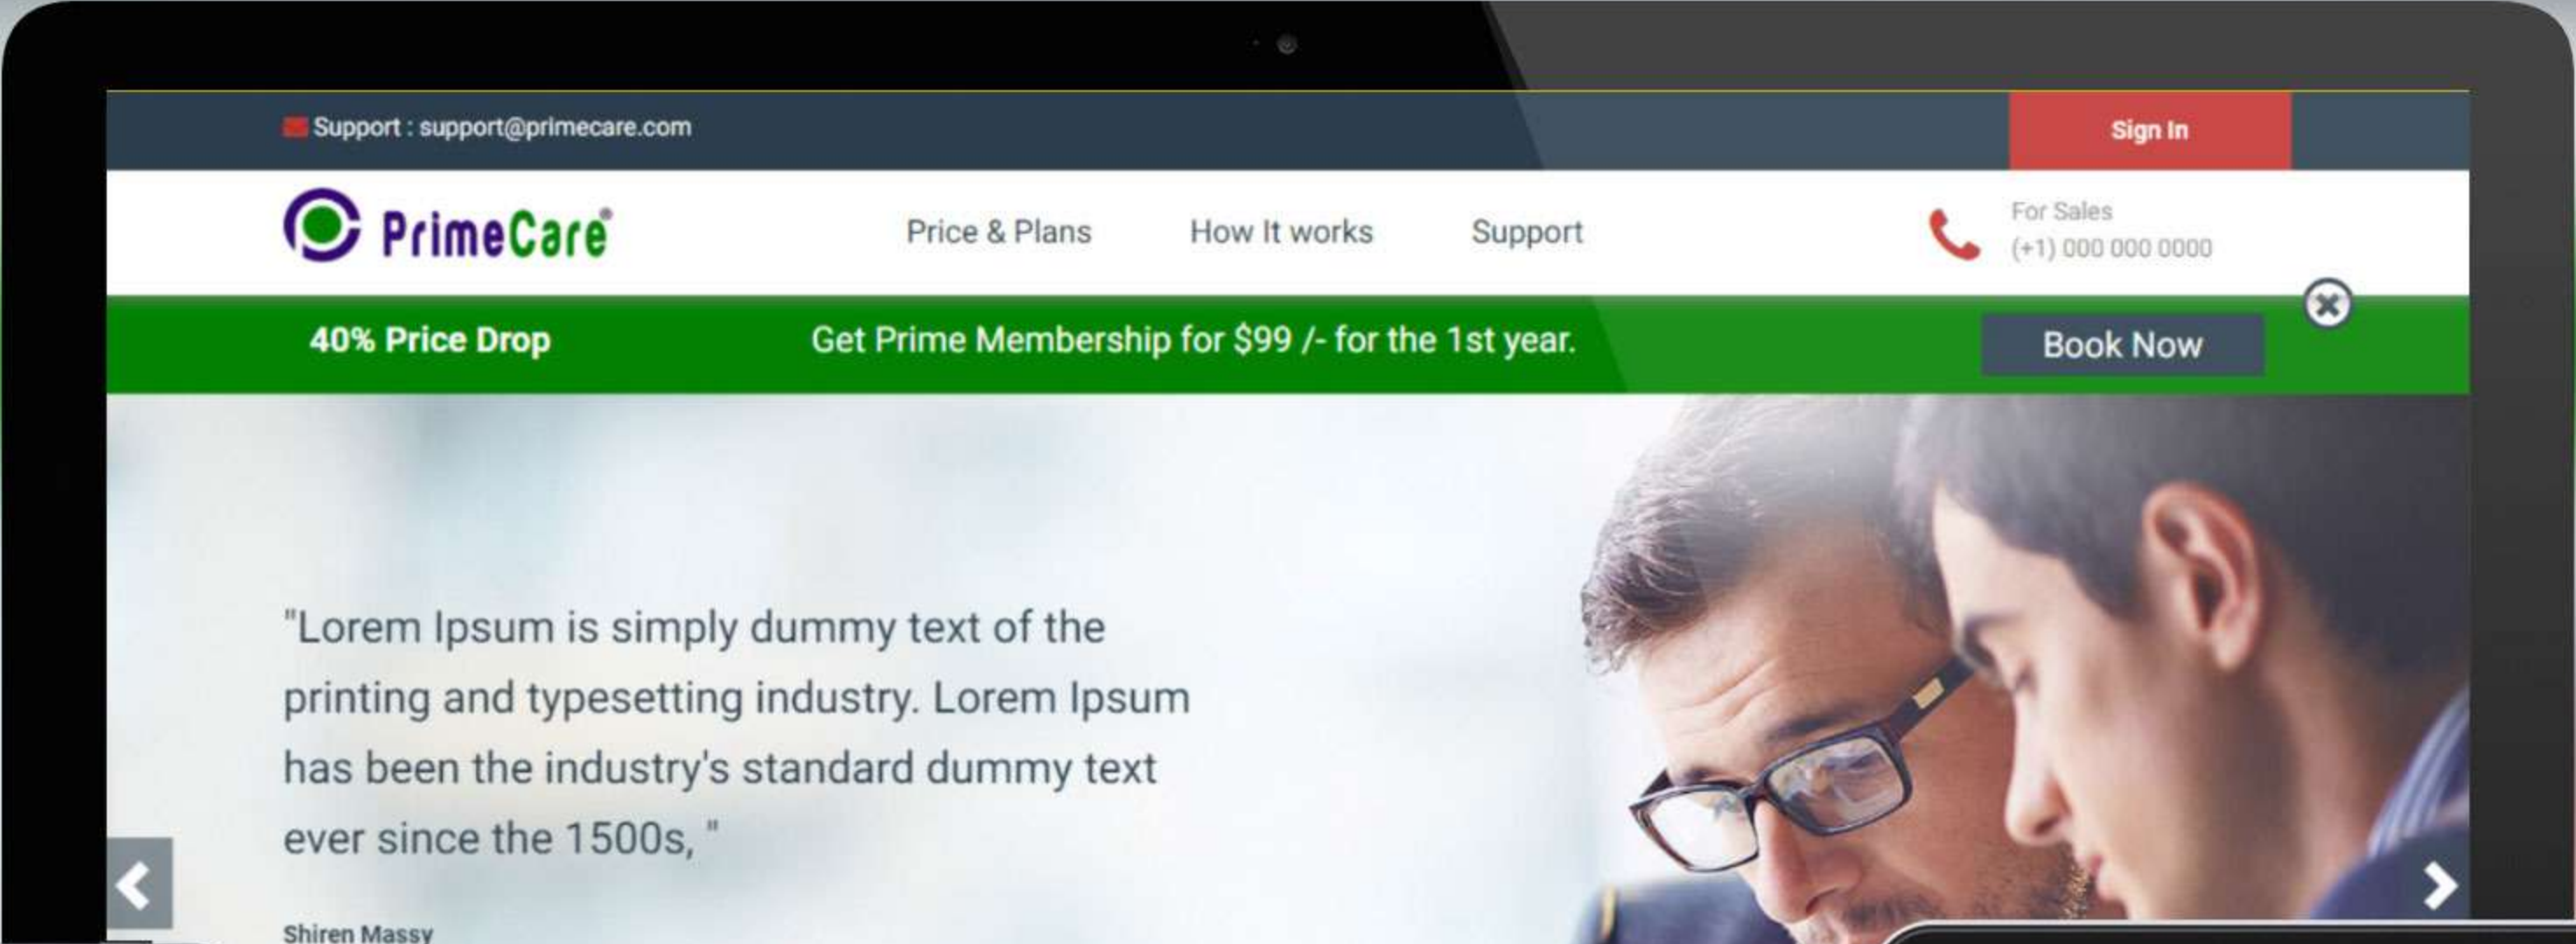 Support : support@primecare.com
Sign In
PrimeCare®
Price & Plans
How It works
Support
For Sales
(+1) 000 000 0000
40% Price Drop
Get Prime Membership for $99 /- for the 1st year.
Book Now
"Lorem Ipsum is simply dummy text of the
printing and typesetting industry. Lorem Ipsum
has been the industry's standard dummy text
ever since the 1500s, "
Shiren Massy